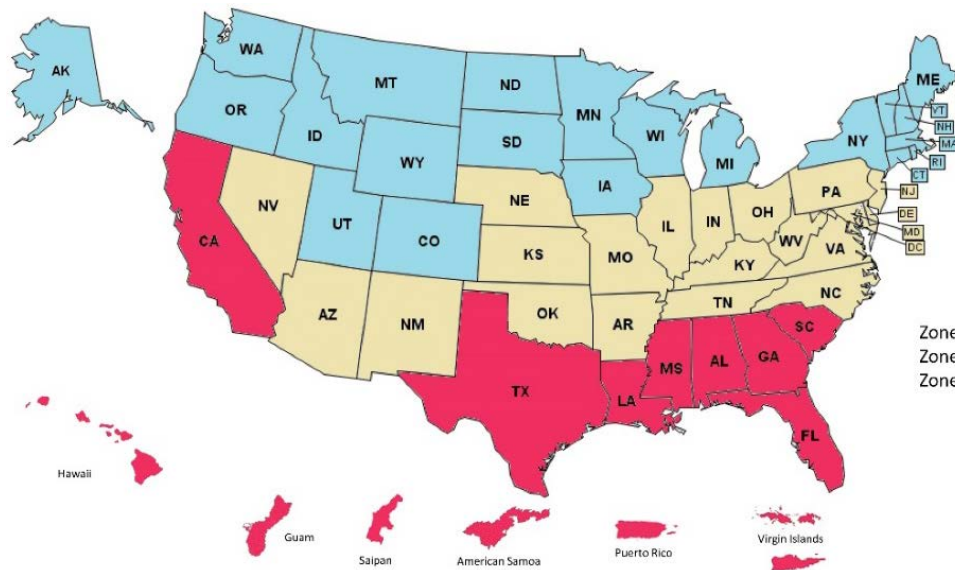 AK
WA
OR
ID
MT
ND
MN
WI
MI
SD
WY
IA
NY
ME
VT
NH
MA
RI
CT
NJ
DE
MD
DC
CA
NV
UT
CO
NE
KS
IL
IN
OH
PA
WV
VA
KY
MO
AZ
NM
OK
AR
TN
NC
SC
TX
LA
MS
AL
GA
FL
Zone
Zone
Zone
Hawaii
Guam
Saipan
American Samoa
Puerto Rico
Virgin Islands